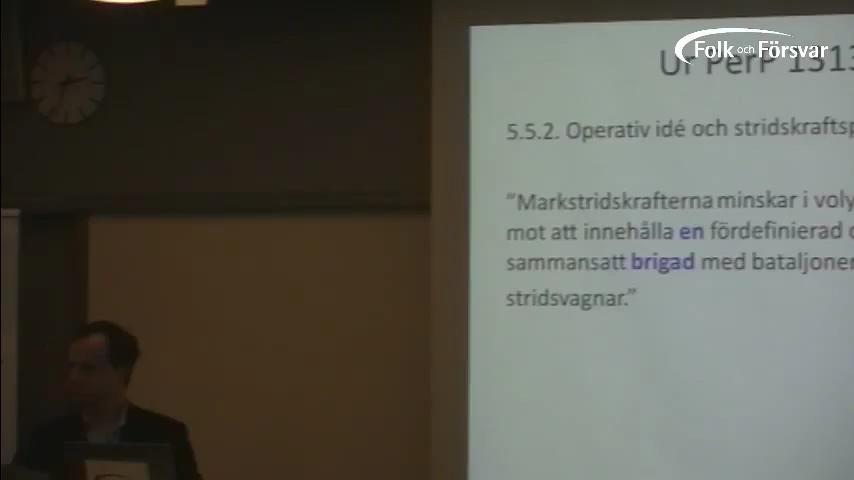 Folk och Försvar
Ur PerP 1313
5.5.2. Operativ idé och stridskraftsp
"Markstridskrafterna minskar i voly
mot att innehålla en fördefinierad
sammansatt brigad med bataljoner
stridsvagnar."